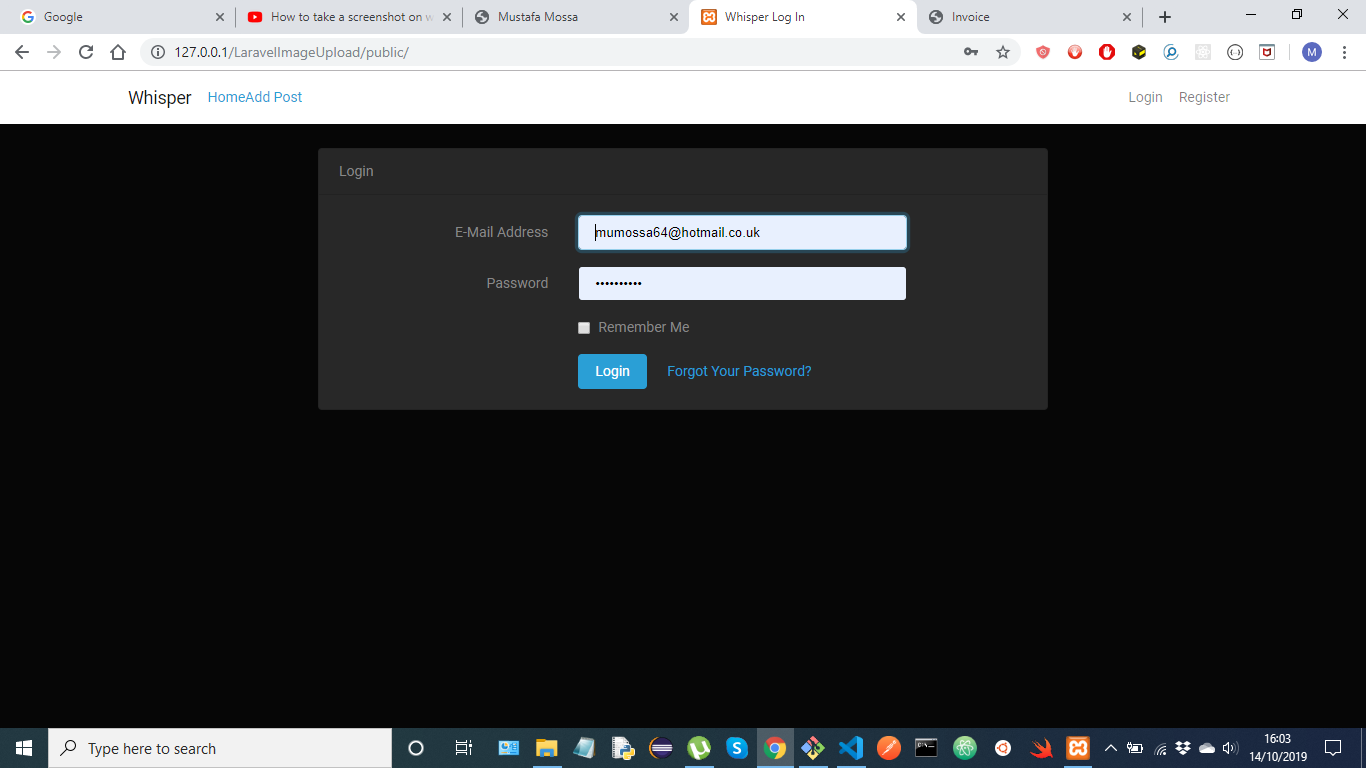 Google
How to take a screenshot on w
Mustafa Mossa
Whisper Log In
Invoice
127.0.0.1/LaravelImageUpload/public/
M
Whisper HomeAdd Post Login Register
Login
E-Mail Address mumossa64@hotmail.co.uk
Password ••••••••••
Remember Me
Login Forgot Your Password?
Type here to search
16:03
14/10/2019